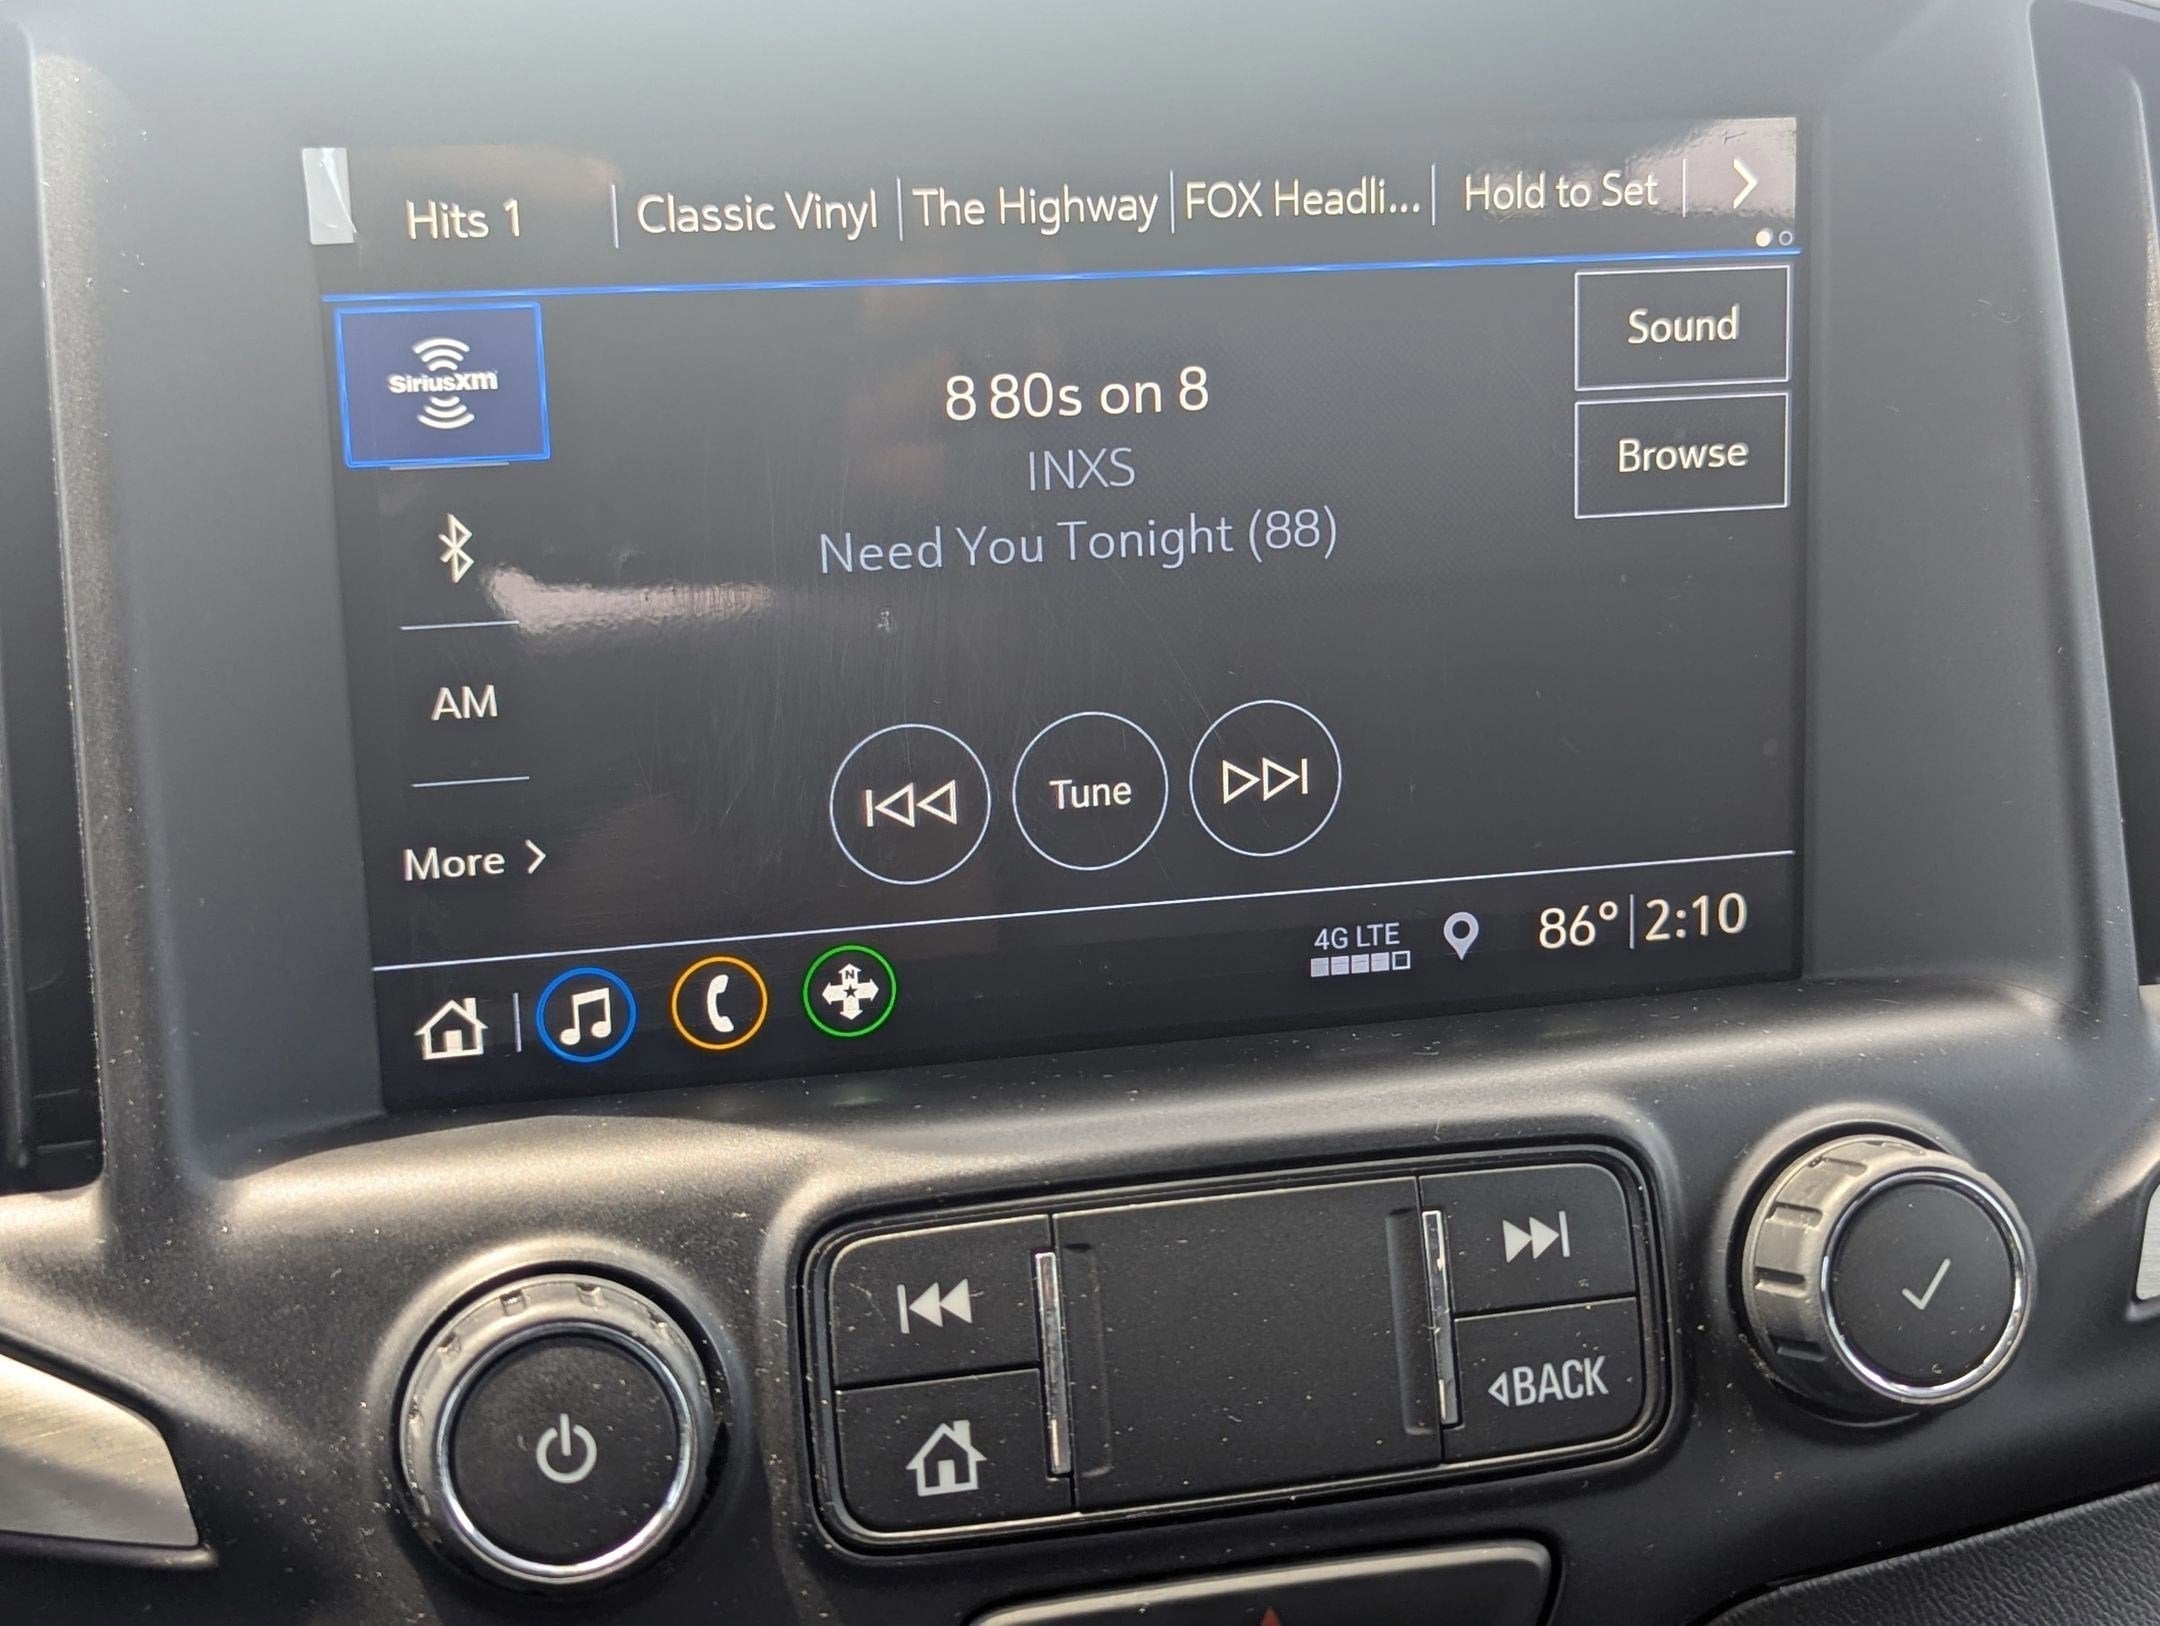 Hits 1
Classic Vinyl
The Highway
FOX Headli...
Hold to Set
SiriusXM
8 80s on 8
INXS
Need You Tonight (88)
Sound
Browse
AM
More
Tune
4G LTE
86° 2:10
N
BACK